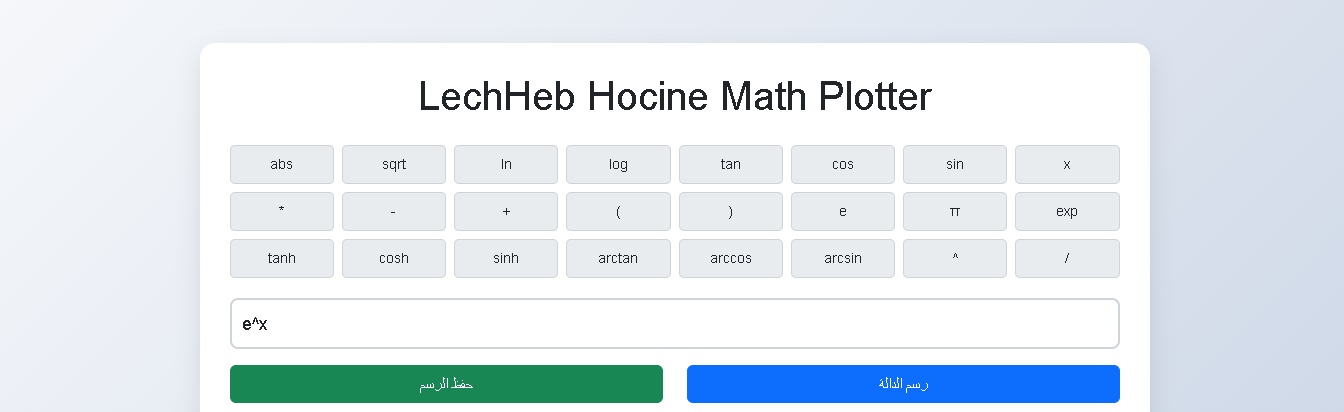 LechHeb Hocine Math Plotter
abs sqrt ln log tan cos sin x
* - + ( ) e π exp
tanh cosh sinh arctan arccos arcsin ^ /
e^x
حفظ الرسم رسم الدالة